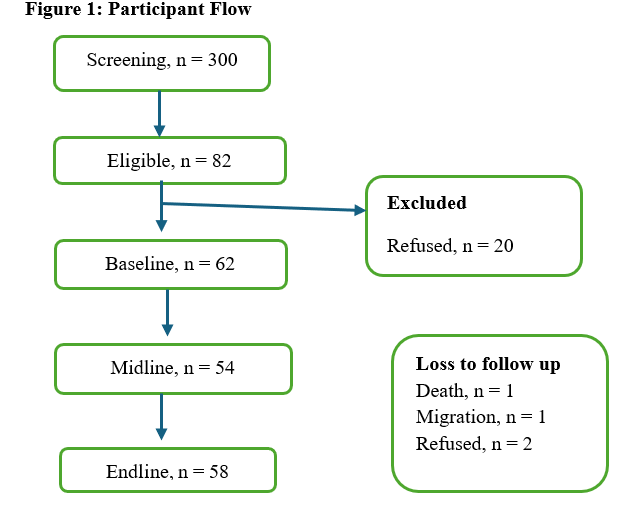 Figure 1: Participant Flow
Screening, n = 300
Eligible, n = 82
Excluded
Refused, n = 20
Baseline, n = 62
Midline, n = 54
Loss to follow up
Death, n = 1
Migration, n = 1
Refused, n = 2
Endline, n = 58